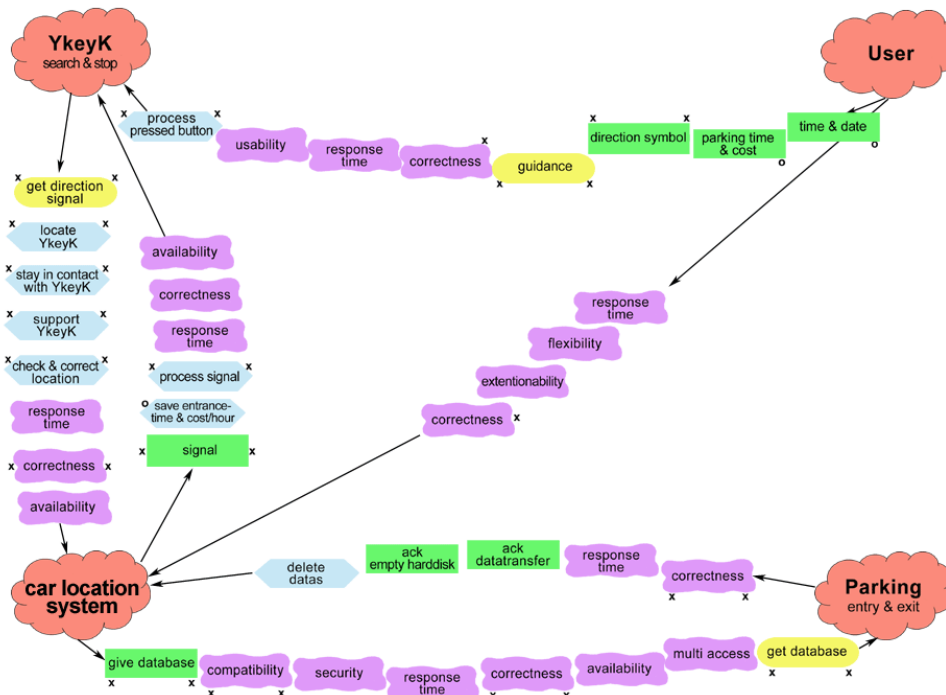 YkeyK
search & stop
User
process
pressed button
usability
response
time
correctness
guidance
direction symbol
parking time
& cost
time & date
get direction
signal
locate
YkeyK
stay in contact
with YkeyK
support
YkeyK
check & correct
location
response
time
correctness
availability
availability
correctness
response
time
process signal
save entrance-
time & cost/hour
signal
response
time
flexibility
extentionability
correctness
car location
system
delete
datas
ack
empty harddisk
ack
datatransfer
response
time
correctness
Parking
entry & exit
give database
compatibility
security
response
time
correctness
availability
multi access
get database